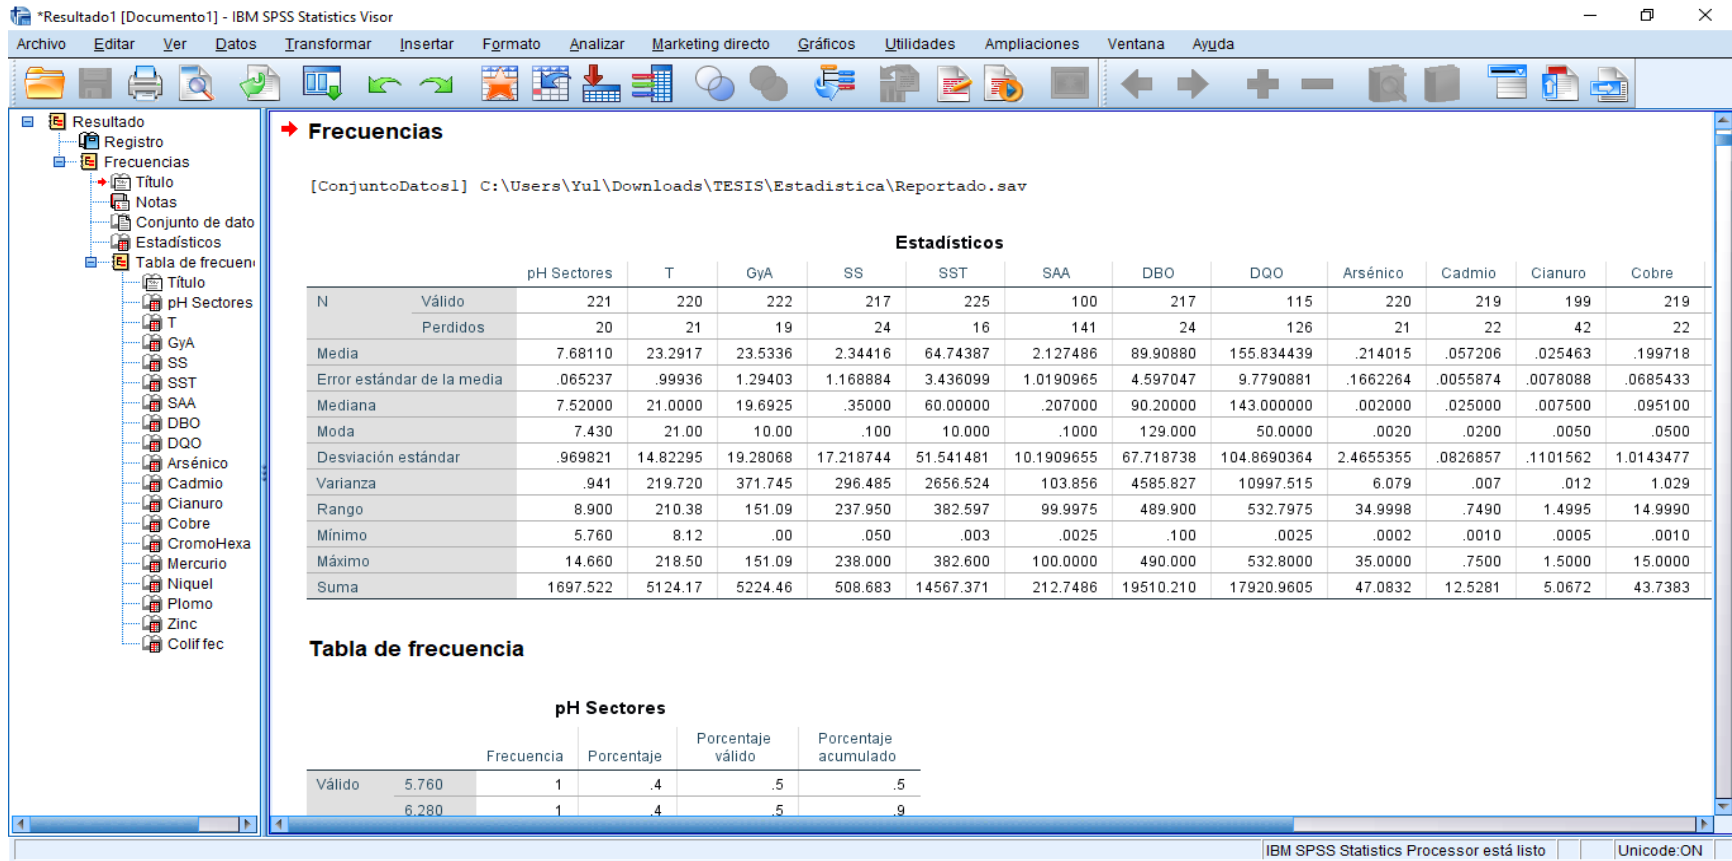 *Resultado1 [Documento1] - IBM SPSS Statistics Visor
Archivo Editar Ver Datos Transformar Insertar Formato Analizar Marketing directo Gráficos Utilidades Ampliaciones Ventana Ayuda
Resultado
Registro
Frecuencias
Título
Notas
Conjunto de dato
Estadísticos
Tabla de frecuen
Título
pH Sectores
T
GyA
SS
SST
SAA
DBO
DQO
Arsénico
Cadmio
Cianuro
Cobre
CromoHexa
Mercurio
Niquel
Plomo
Zinc
Colif fec
Frecuencias
[ConjuntoDatos1] C:\Users\Yul\Downloads\TESIS\Estadistica\Reportado.sav
Estadísticos
pH Sectores T GyA SS SST SAA DBO DQO Arsénico Cadmio Cianuro Cobre
N Válido 221 220 222 217 225 100 217 115 220 219 199 219
Perdidos 20 21 19 24 16 141 24 126 21 22 42 22
Media 7.68110 23.2917 23.5336 2.34416 64.74387 2.127486 89.90880 155.834439 .214015 .057206 .025463 .199718
Error estándar de la media .065237 .99936 1.29403 1.168884 3.436099 1.0190965 4.597047 9.7790881 .1662264 .0055874 .0078088 .0685433
Mediana 7.52000 21.0000 19.6925 .35000 60.00000 .207000 90.20000 143.000000 .002000 .025000 .007500 .095100
Moda 7.430 21.00 10.00 .100 10.000 .1000 129.000 50.0000 .0020 .0200 .0050 .0500
Desviación estándar .969821 14.82295 19.28068 17.218744 51.541481 10.1909655 67.718738 104.8690364 2.4655355 .0826857 .1101562 1.0143477
Varianza .941 219.720 371.745 296.485 2656.524 103.856 4585.827 10997.515 6.079 .007 .012 1.029
Rango 8.900 210.38 151.09 237.950 382.597 99.9975 489.900 532.7975 34.9998 .7490 1.4995 14.9990
Mínimo 5.760 8.12 .00 .050 .003 .0025 .100 .0025 .0002 .0010 .0005 .0010
Máximo 14.660 218.50 151.09 238.000 382.600 100.0000 490.000 532.8000 35.0000 .7500 1.5000 15.0000
Suma 1697.522 5124.17 5224.46 508.683 14567.371 212.7486 19510.210 17920.9605 47.0832 12.5281 5.0672 43.7383
Tabla de frecuencia
pH Sectores
Frecuencia Porcentaje Porcentaje válido Porcentaje acumulado
Válido 5.760 1 .4 .5 .5
6.280 1 .4 .5 .9
IBM SPSS Statistics Processor está listo Unicode:ON